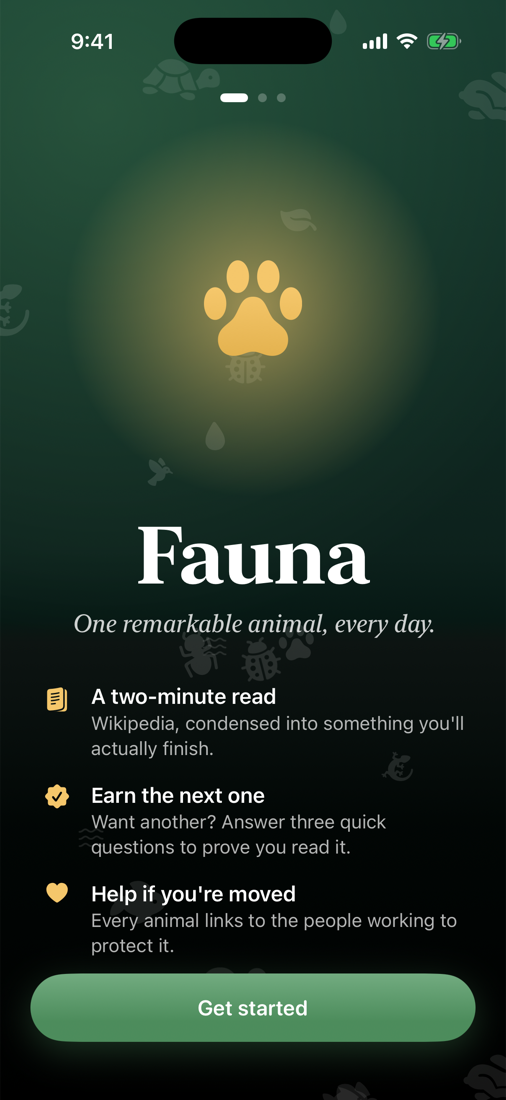 9:41
Fauna
One remarkable animal, every day.
A two-minute read
Wikipedia, condensed into something you'll
actually finish.
Earn the next one
Want another? Answer three quick
questions to prove you read it.
Help if you're moved
Every animal links to the people working to
protect it.
Get started